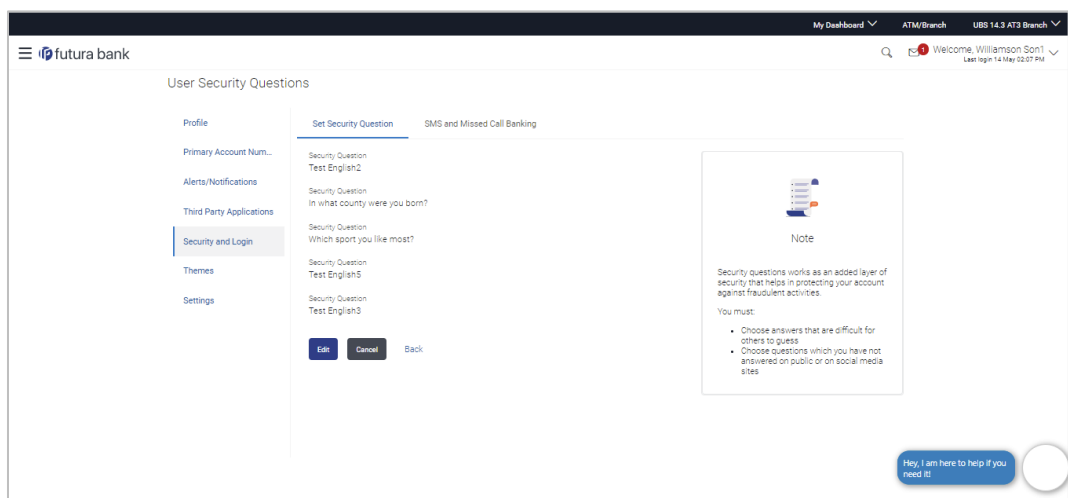 My Dashboard
ATM/Branch
UBS 14.3 AT3 Branch
futura bank
1
Welcome, Williamson Son1
Last login 14 May 02:07 PM
User Security Questions
Profile
Primary Account Num...
Alerts/Notifications
Third Party Applications
Security and Login
Themes
Settings
Set Security Question
SMS and Missed Call Banking
Security Question
Test English2
Security Question
In what county were you born?
Security Question
Which sport you like most?
Security Question
Test English5
Security Question
Test English3
Edit
Cancel
Back
Note
Security questions works as an added layer of
security that helps in protecting your account
against fraudulent activities.
You must:
Choose answers that are difficult for
others to guess
Choose questions which you have not
answered on public or on social media
sites
Hey, I am here to help if you
need it!